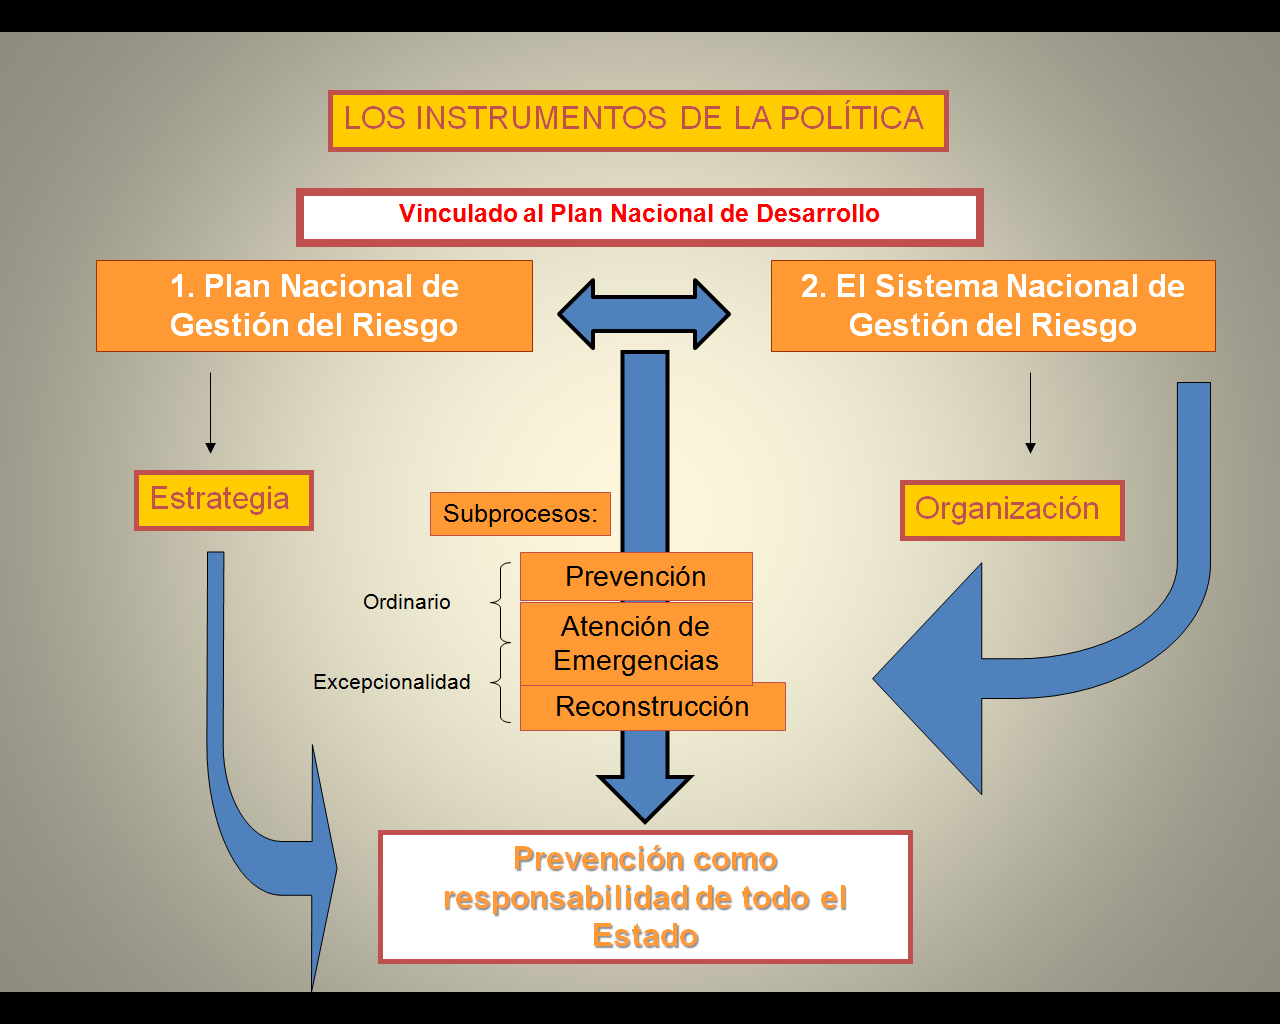 LOS INSTRUMENTOS DE LA POLÍTICA
Vinculado al Plan Nacional de Desarrollo
1. Plan Nacional de
Gestión del Riesgo
2. El Sistema Nacional de
Gestión del Riesgo
Estrategia
Organización
Subprocesos:
Prevención
Ordinario
Atención de
Emergencias
Excepcionalidad
Reconstrucción
Prevención como
responsabilidad de todo el
Estado